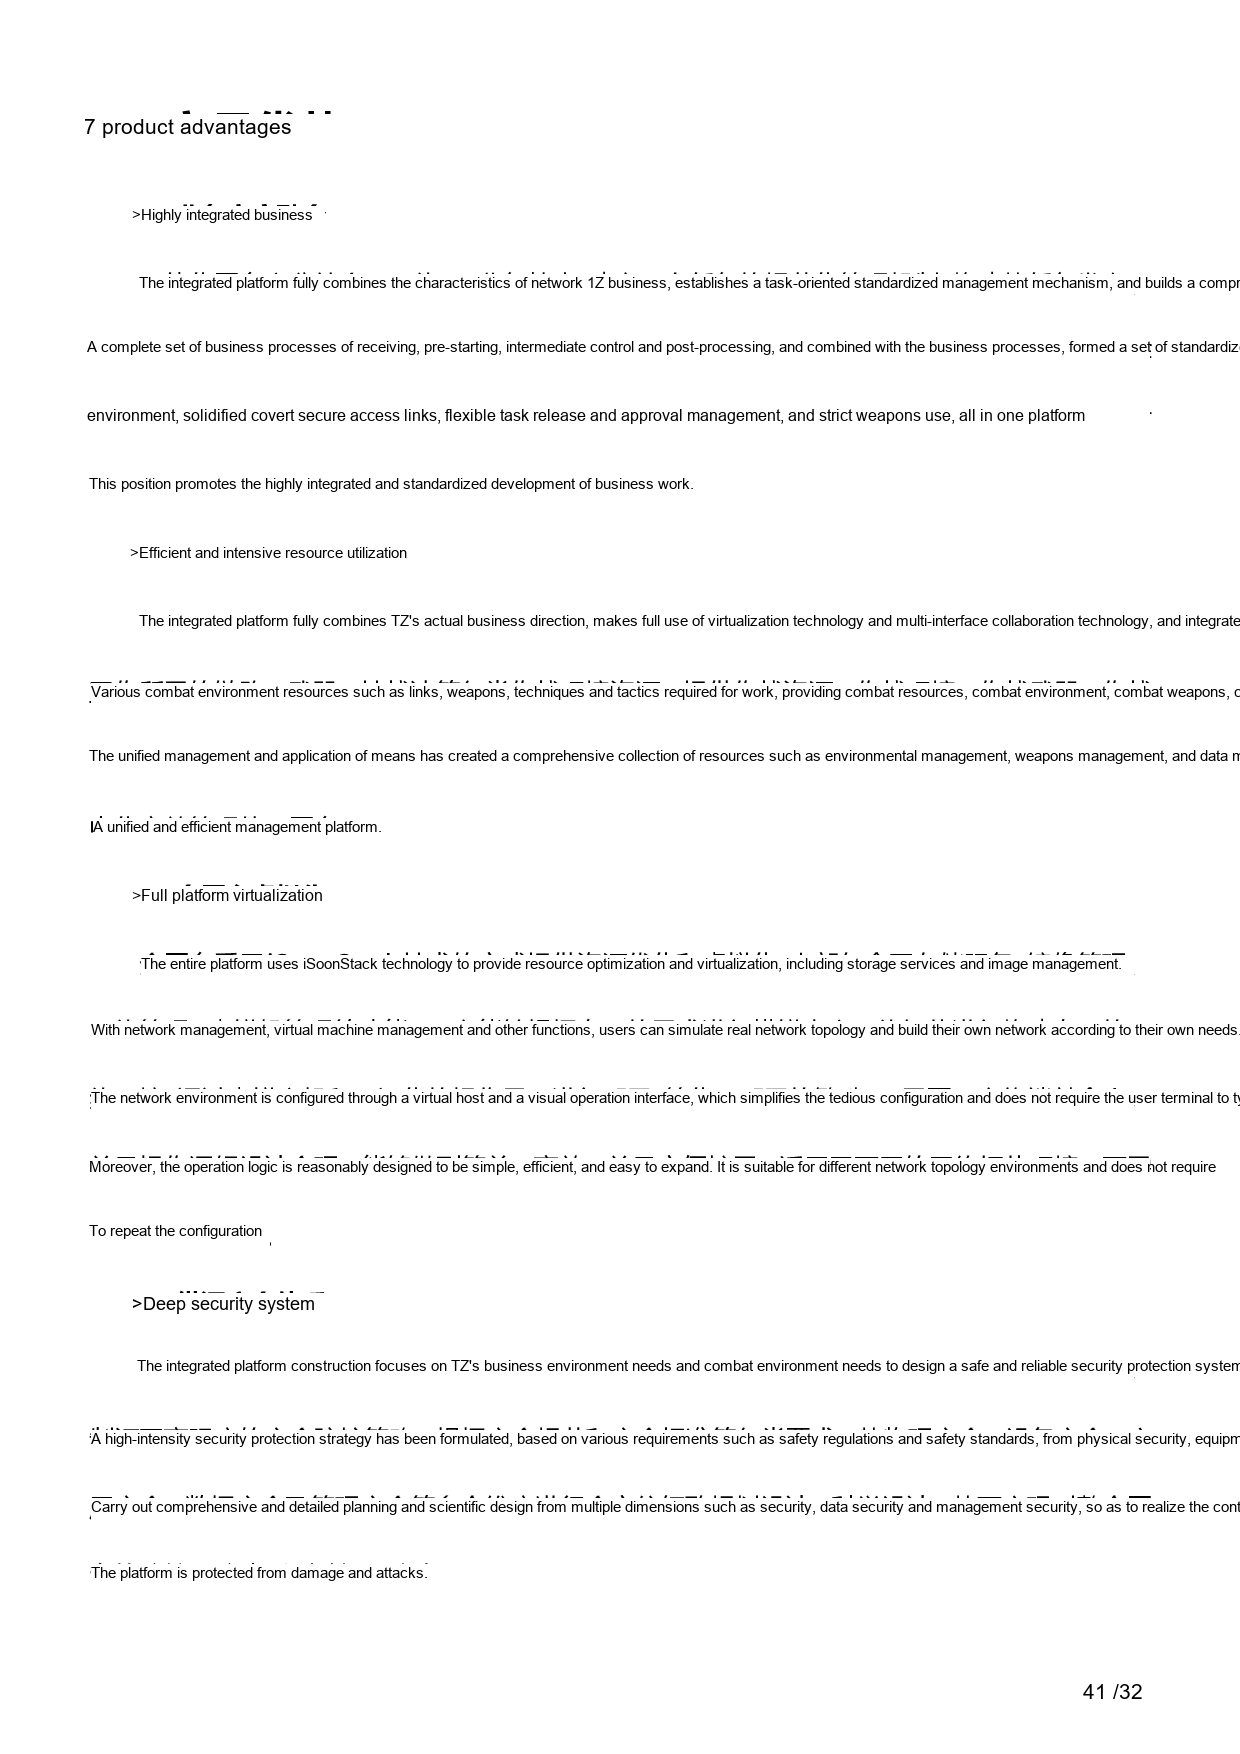 7 product advantages
>Highly integrated business
The integrated platform fully combines the characteristics of network 1Z business, establishes a task-oriented standardized management mechanism, and builds a compr
A complete set of business processes of receiving, pre-starting, intermediate control and post-processing, and combined with the business processes, formed a set of standardiz
environment, solidified covert secure access links, flexible task release and approval management, and strict weapons use, all in one platform
This position promotes the highly integrated and standardized development of business work.
>Efficient and intensive resource utilization
The integrated platform fully combines TZ's actual business direction, makes full use of virtualization technology and multi-interface collaboration technology, and integrate
Various combat environment resources such as links, weapons, techniques and tactics required for work, providing combat resources, combat environment, combat weapons, c
The unified management and application of means has created a comprehensive collection of resources such as environmental management, weapons management, and data m
A unified and efficient management platform.
>Full platform virtualization
The entire platform uses iSoonStack technology to provide resource optimization and virtualization, including storage services and image management.
With network management, virtual machine management and other functions, users can simulate real network topology and build their own network according to their own needs.
The network environment is configured through a virtual host and a visual operation interface, which simplifies the tedious configuration and does not require the user terminal to ty
Moreover, the operation logic is reasonably designed to be simple, efficient, and easy to expand. It is suitable for different network topology environments and does not require
To repeat the configuration
>Deep security system
The integrated platform construction focuses on TZ's business environment needs and combat environment needs to design a safe and reliable security protection system
A high-intensity security protection strategy has been formulated, based on various requirements such as safety regulations and safety standards, from physical security, equipm
Carry out comprehensive and detailed planning and scientific design from multiple dimensions such as security, data security and management security, so as to realize the cont
The platform is protected from damage and attacks.
41 /32